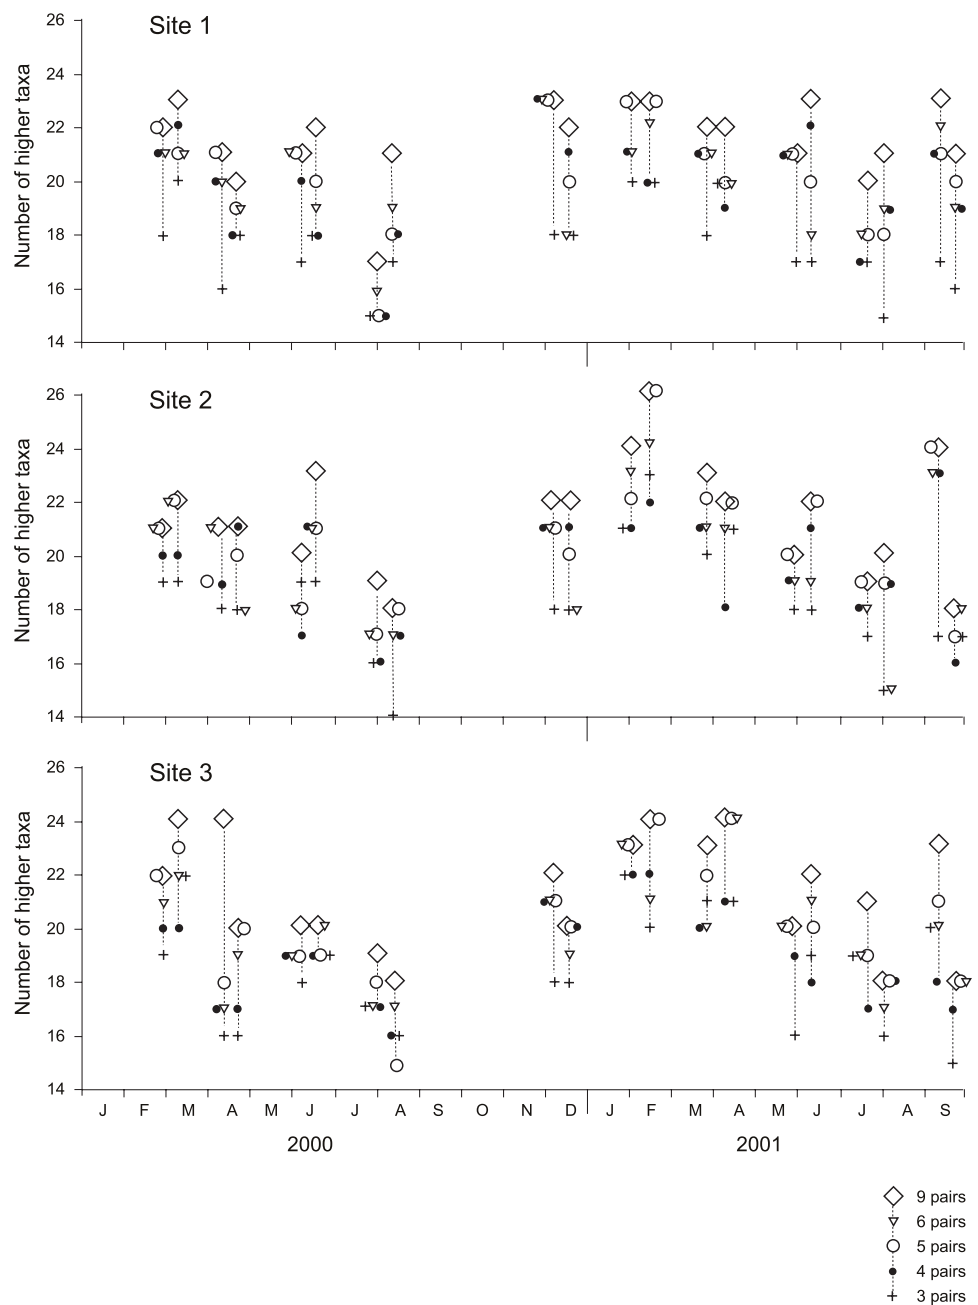 Site 1
Number of higher taxa
26
24
22
20
18
16
14
Site 2
Number of higher taxa
26
24
22
20
18
16
14
Site 3
Number of higher taxa
26
24
22
20
18
16
14
J F M A M J J A S O N D J F M A M J J A S
2000 2001
9 pairs
6 pairs
5 pairs
4 pairs
3 pairs